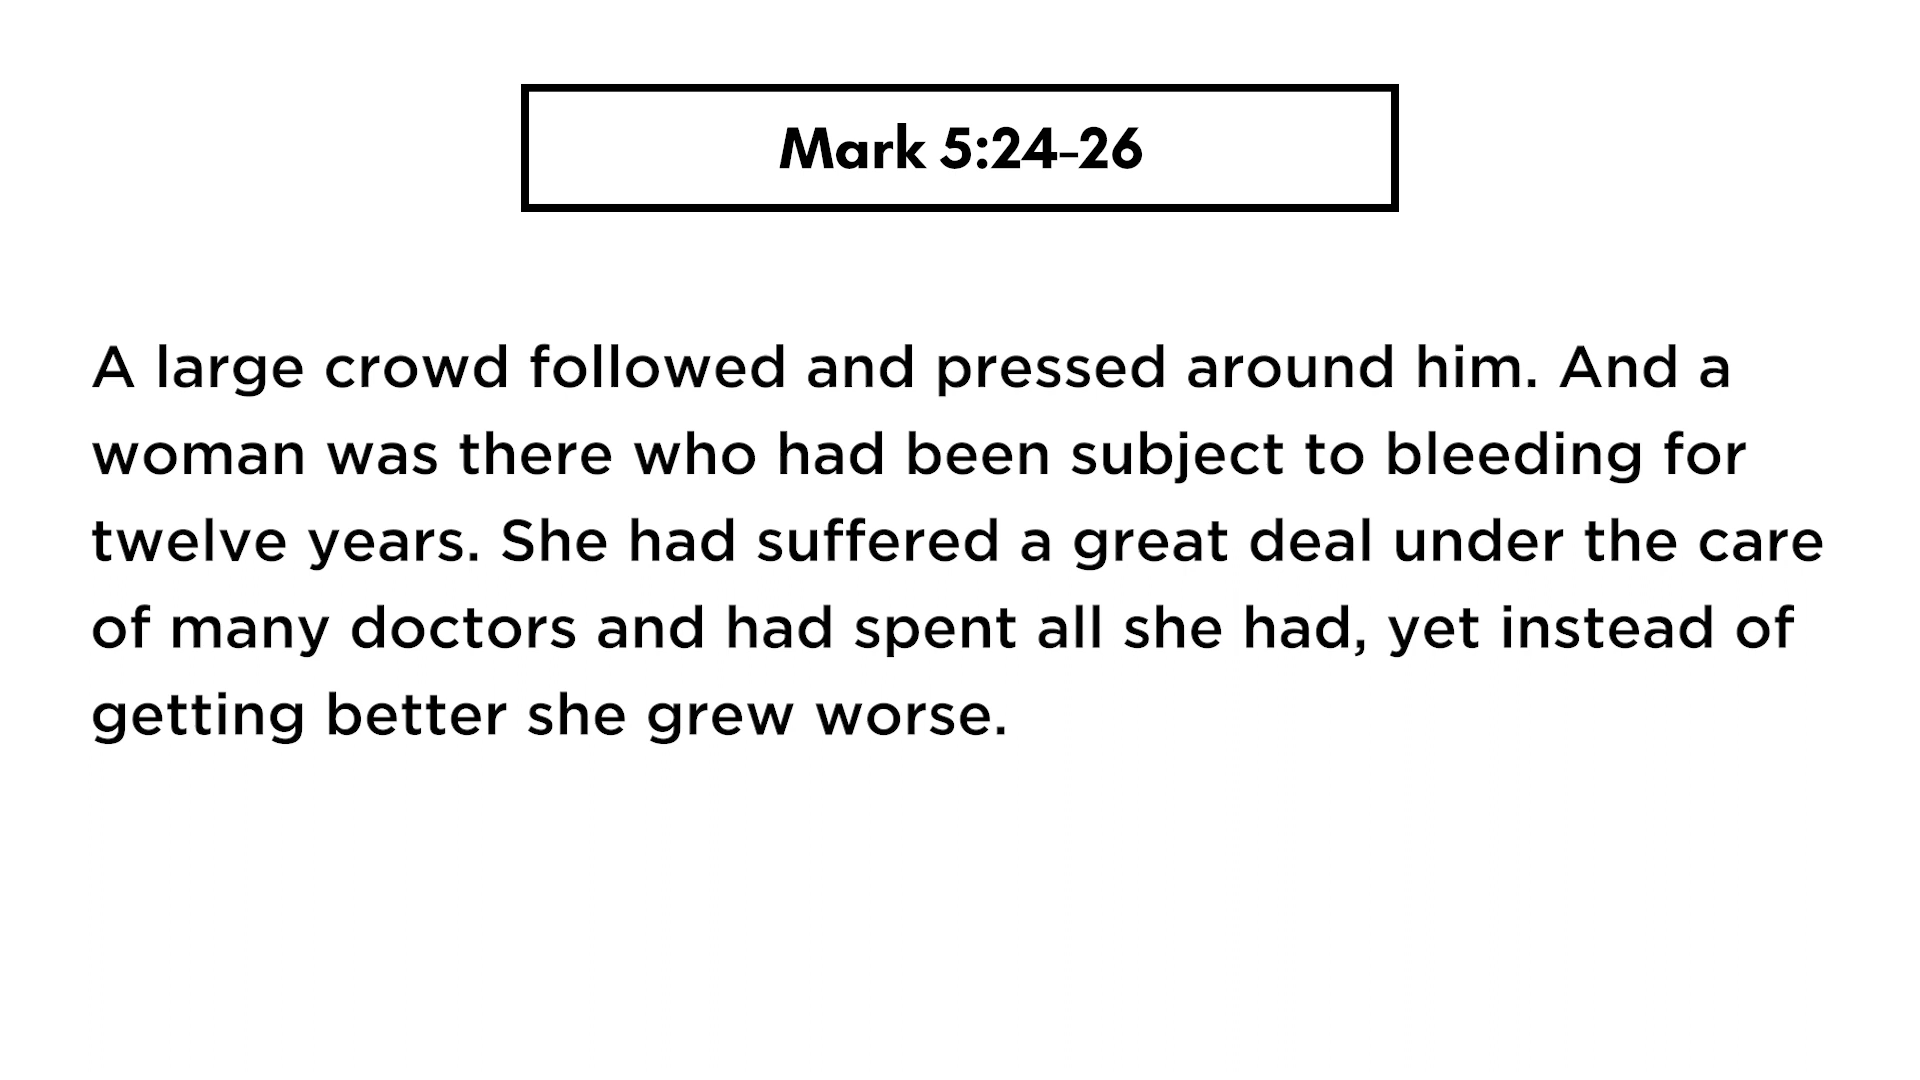 Mark 5:24–26
A large crowd followed and pressed around him. And a
woman was there who had been subject to bleeding for
twelve years. She had suffered a great deal under the care
of many doctors and had spent all she had, yet instead of
getting better she grew worse.